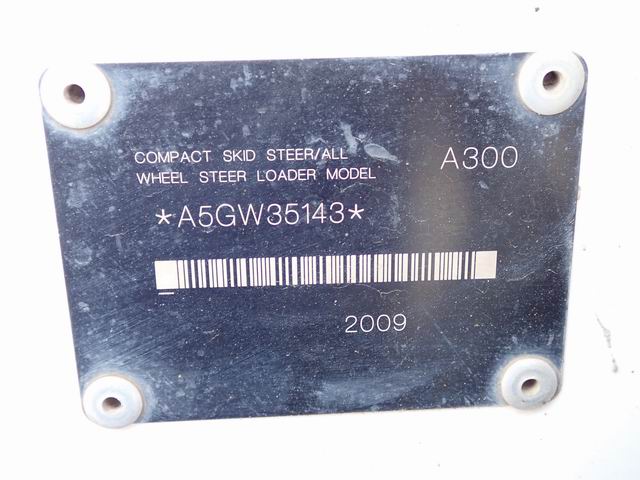 COMPACT SKID STEER/ALL
WHEEL STEER LOADER MODEL A300
*A5GW35143*
2009